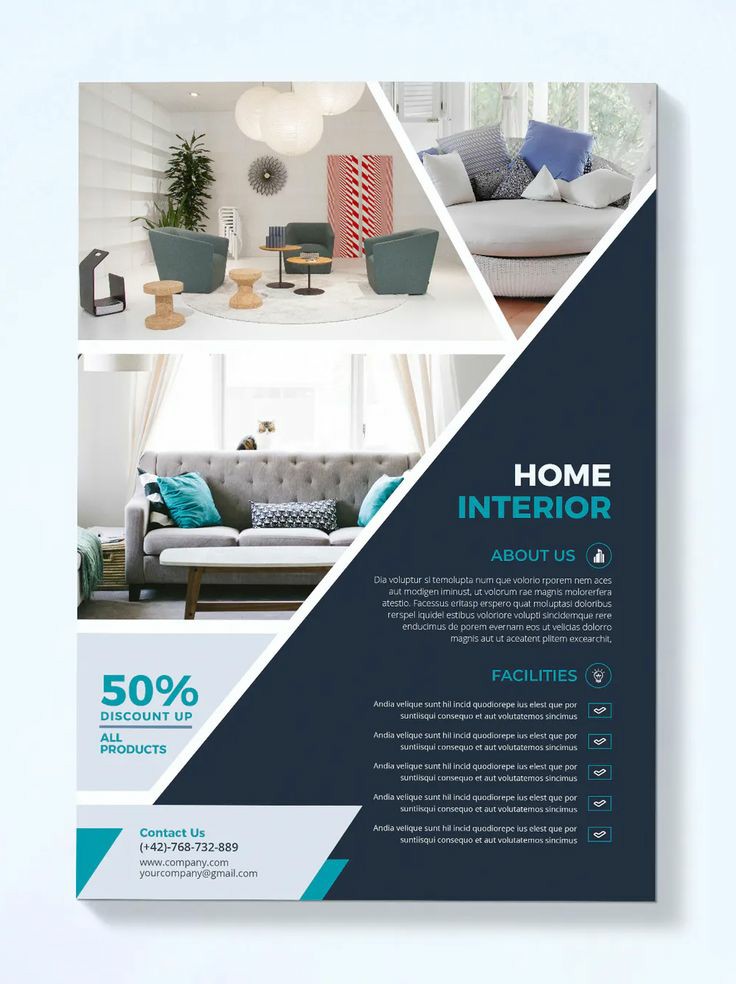 HOME
INTERIOR
ABOUT US
Dia voluptur si temolupta num que volorio rporem nem aces
aut modigen iminust, ut volorum rae magnis molorerfera
atestio. Facessus eritasp erspero quat moluptasi doloribus
rerspel iquidel estibus voloriore volupti sincidemque rere
enducimus de porem evernam eos ut velicias dolorro
magnis aut ut aceatent plitem excearchit,
FACILITIES
Andia velique sunt hil incid quodiorepe ius elest que por
suntiisqui consequo et aut volutatemos sincimus
Andia velique sunt hil incid quodiorepe ius elest que por
suntiisqui consequo et aut volutatemos sincimus
Andia velique sunt hil incid quodiorepe ius elest que por
suntiisqui consequo et aut volutatemos sincimus
Andia velique sunt hil incid quodiorepe ius elest que por
suntiisqui consequo et aut volutatemos sincimus
Andia velique sunt hil incid quodiorepe ius elest que por
suntiisqui consequo et aut volutatemos sincimus
50%
DISCOUNT UP
ALL
PRODUCTS
Contact Us
(+42)-768-732-889
www.company.com
yourcompany@gmail.com